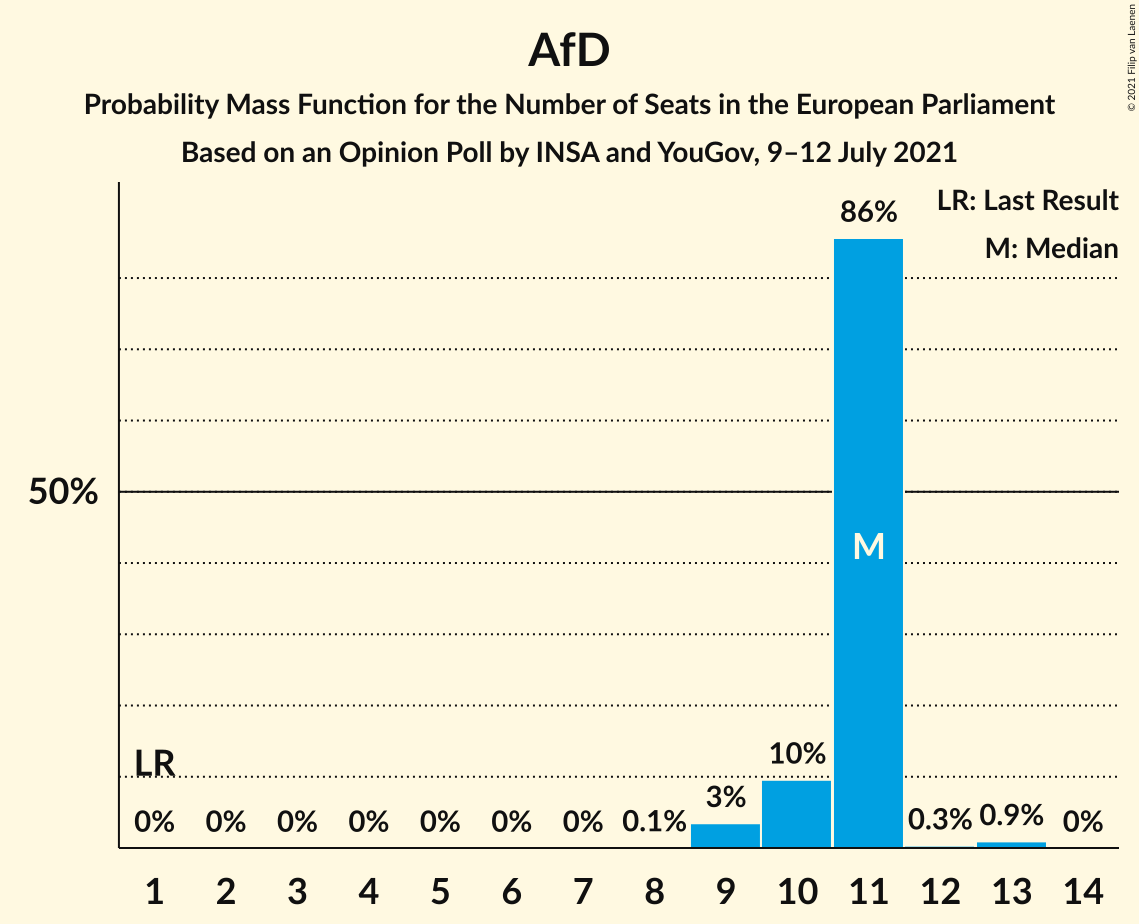 AfD
Probability Mass Function for the Number of Seats in the European Parliament
Based on an Opinion Poll by INSA and YouGov, 9–12 July 2021
© 2021 Filip van Laenen
LR: Last Result
M: Median
86%
50%
M
LR
10%
3%
0% 0% 0% 0% 0% 0% 0% 0.1% 0.3% 0.9% 0%
1 2 3 4 5 6 7 8 9 10 11 12 13 14